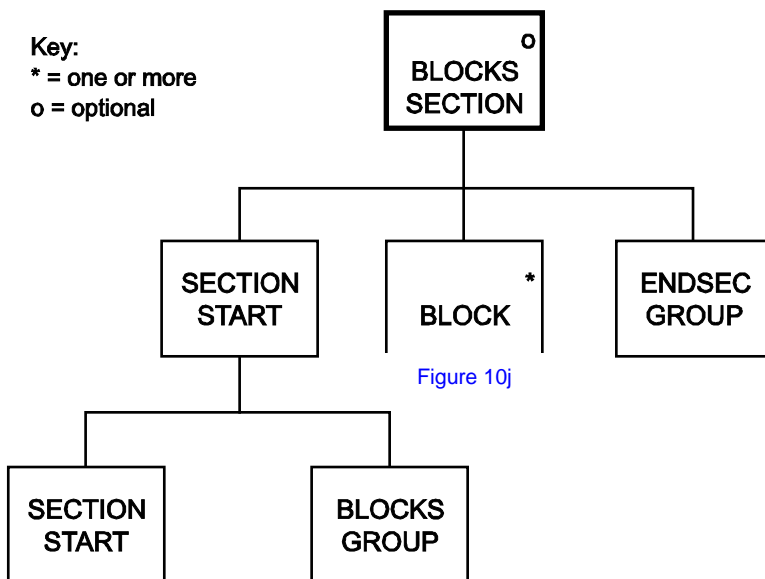 Key:
* = one or more
o = optional
o
BLOCKS
SECTION
SECTION
START
*
BLOCK
ENDSEC
GROUP
Figure 10j
SECTION
START
BLOCKS
GROUP